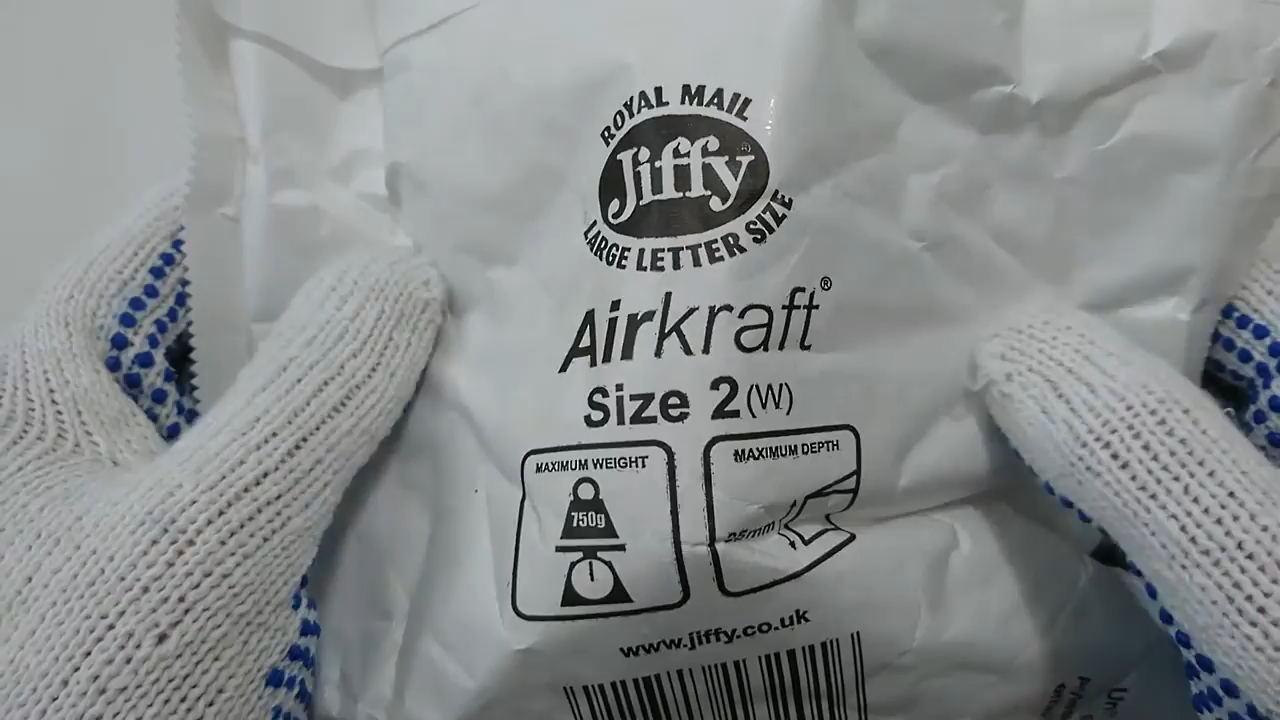 ROYAL MAIL
Jiffy®
LARGE LETTER SIZE
Airkraft®
Size 2 (W)
MAXIMUM WEIGHT
750g
MAXIMUM DEPTH
25mm
www.jiffy.co.uk